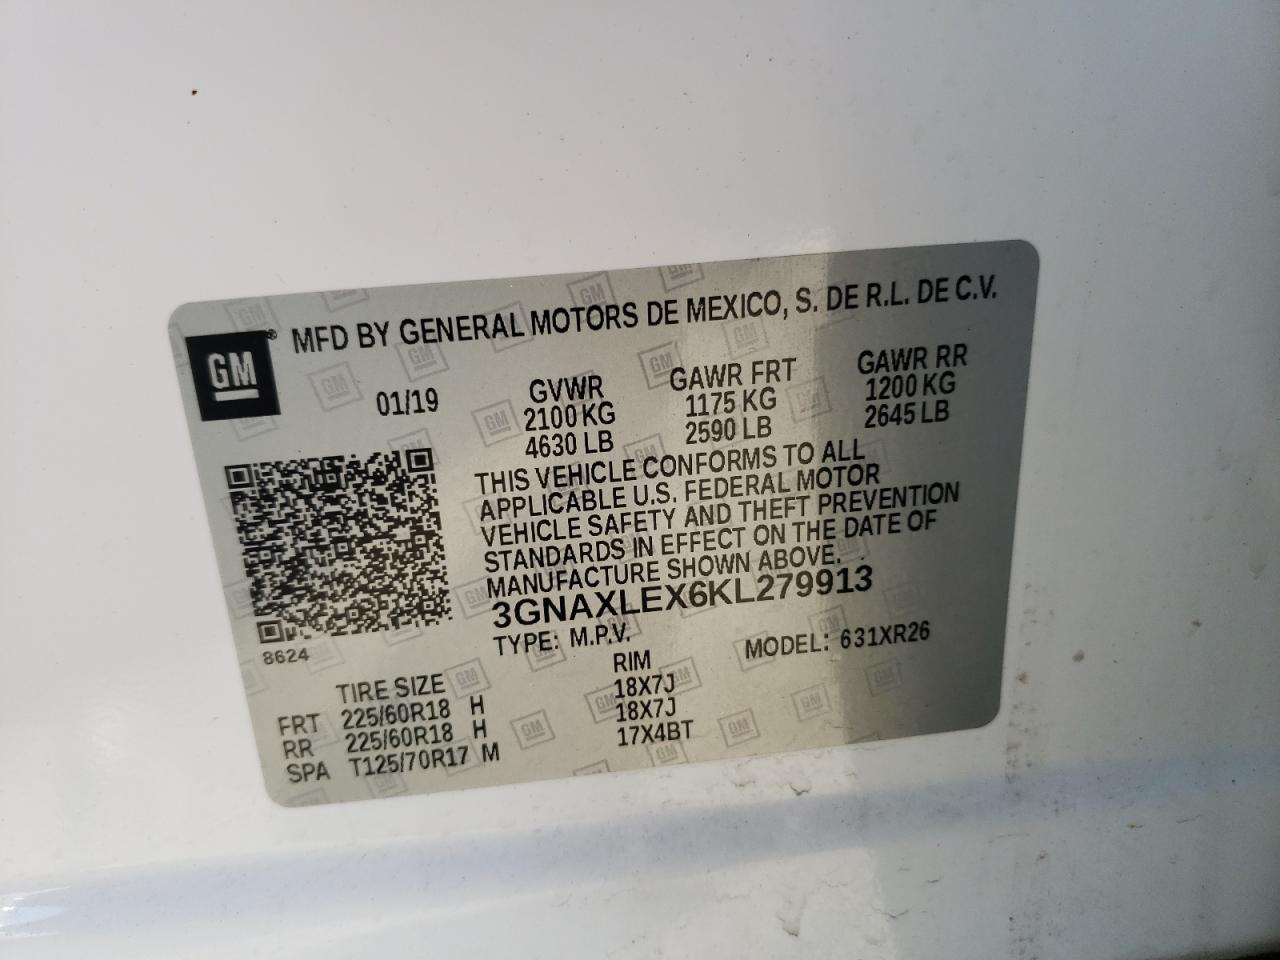 GM® MFD BY GENERAL MOTORS DE MEXICO, S. DE R.L. DE C.V.
01/19 GVWR GAWR FRT GAWR RR
2100 KG 1175 KG 1200 KG
4630 LB 2590 LB 2645 LB
THIS VEHICLE CONFORMS TO ALL
APPLICABLE U.S. FEDERAL MOTOR
VEHICLE SAFETY AND THEFT PREVENTION
STANDARDS IN EFFECT ON THE DATE OF
MANUFACTURE SHOWN ABOVE.
3GNAXLEX6KL279913
8624
TYPE: M.P.V. MODEL: 631XR26
TIRE SIZE RIM
FRT 225/60R18 H 18X7J
RR 225/60R18 H 18X7J
SPA T125/70R17 M 17X4BT